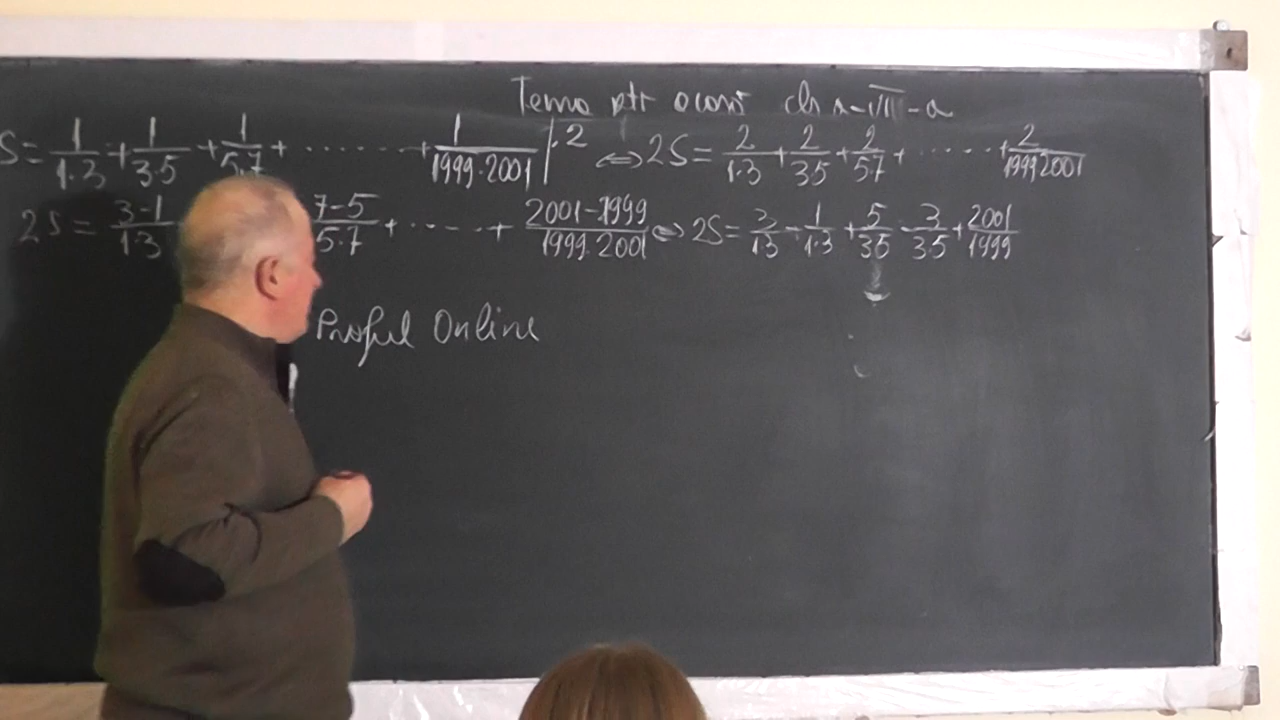 Tema ptr acasă cls a-VII-a
S = 1/1·3 + 1/3·5 + 1/5·7 + ........ + 1/1999·2001 |·2 ⇔ 2S = 2/1·3 + 2/3·5 + 2/5·7 + ...... + 2/1999·2001
2S = 3-1/1·3 7-5/5·7 + ...... + 2001-1999/1999·2001 ⇔ 2S = 3/1·3 - 1/1·3 + 5/3·5 - 3/3·5 + 2001/1999
Proful Online